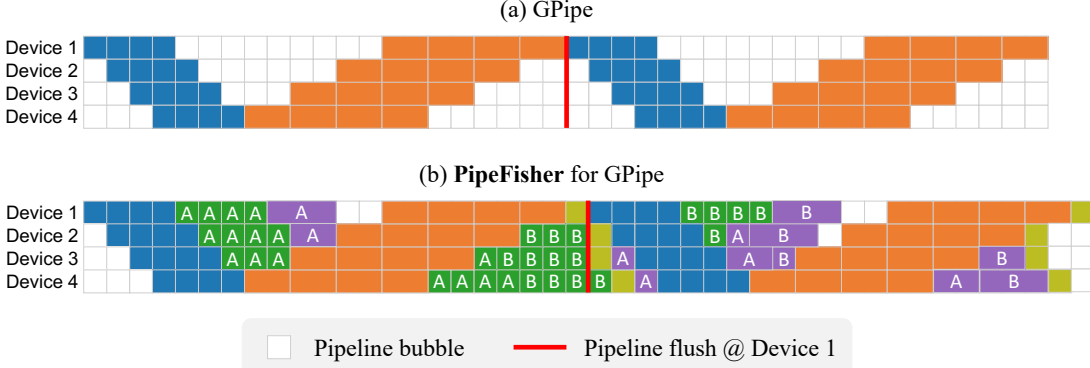 (a) GPipe
Device 1
Device 2
Device 3
Device 4
(b) PipeFisher for GPipe
Device 1 A A A A A B B B B B
Device 2 A A A A A B B B B A B
Device 3 A A A A B B B B A A B B
Device 4 A A A A B B B B A A B
Pipeline bubble Pipeline flush @ Device 1